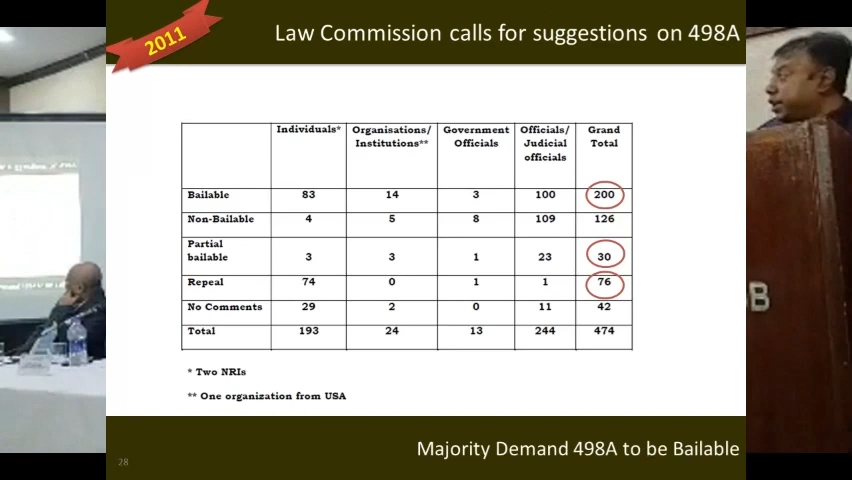 2011
Law Commission calls for suggestions on 498A
Individuals* Organisations/ Institutions** Government Officials Officials/ Judicial officials Grand Total
Bailable 83 14 3 100 200
Non-Bailable 4 5 8 109 126
Partial bailable 3 3 1 23 30
Repeal 74 0 1 1 76
No Comments 29 2 0 11 42
Total 193 24 13 244 474
* Two NRIs
** One organization from USA
28
Majority Demand 498A to be Bailable
B